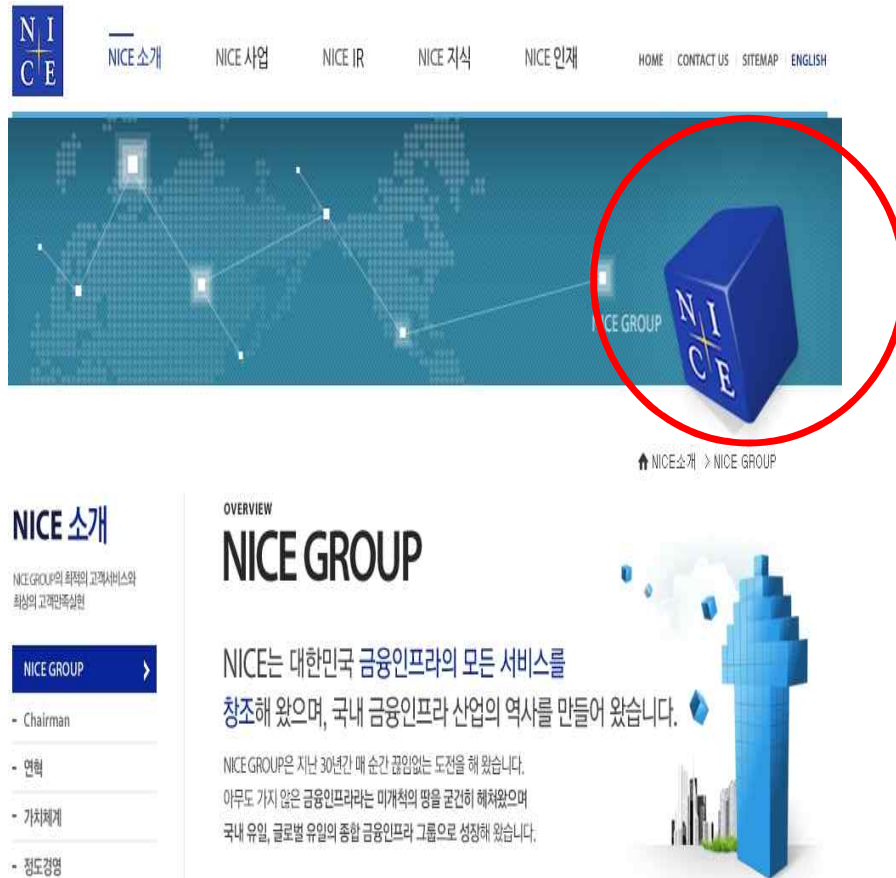 N I
C E
NICE 소개
NICE 사업
NICE IR
NICE 지식
NICE 인재
HOME | CONTACT US | SITEMAP | ENGLISH
NICE GROUP
N I
C E
NICE소개 > NICE GROUP
NICE 소개
NICE GROUP의 최적의 고객서비스와
최상의 고객만족실현
NICE GROUP
- Chairman
- 연혁
- 가치체계
- 정도경영
OVERVIEW
NICE GROUP
NICE는 대한민국 금융인프라의 모든 서비스를
창조해 왔으며, 국내 금융인프라 산업의 역사를 만들어 왔습니다.
NICE GROUP은 지난 30년간 매 순간 끊임없는 도전을 해 왔습니다.
아무도 가지 않은 금융인프라라는 미개척의 땅을 굳건히 헤쳐왔으며
국내 유일, 글로벌 유일의 종합 금융인프라 그룹으로 성장해 왔습니다.